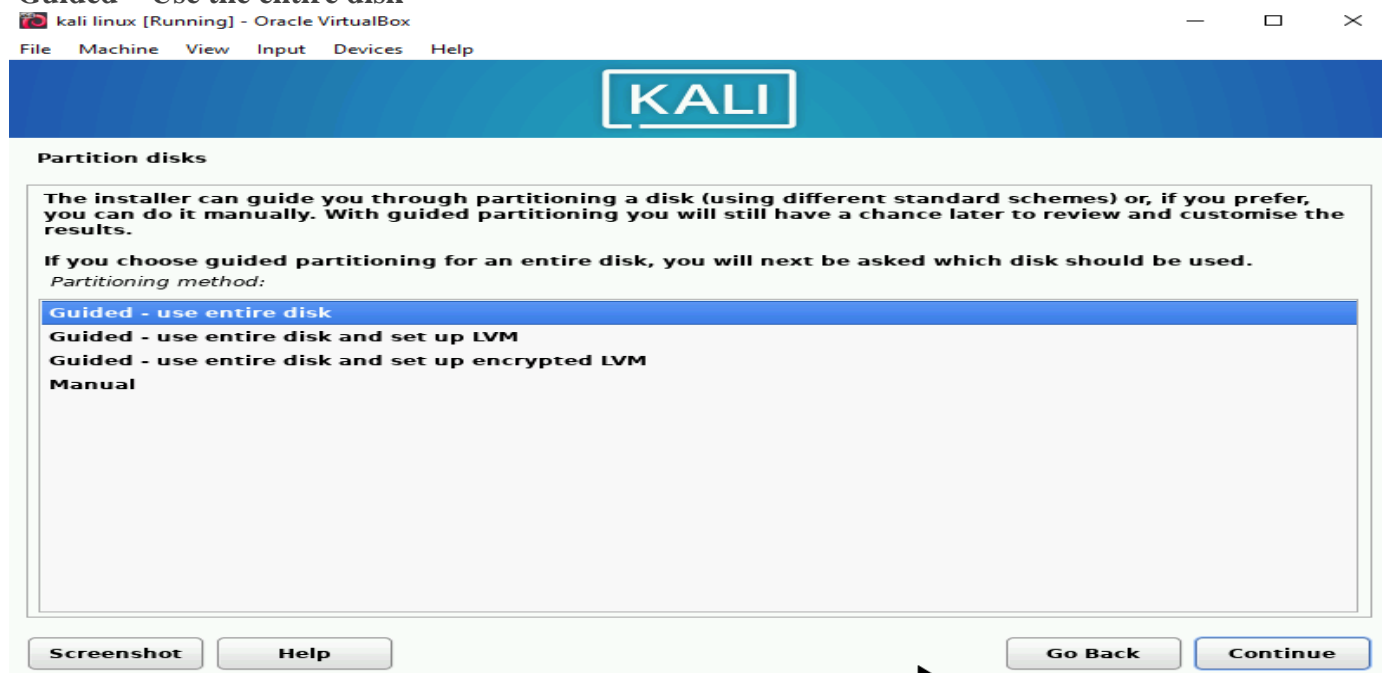 Guided – Use the entire disk
kali linux [Running] - Oracle VirtualBox
File Machine View Input Devices Help
KALI
Partition disks
The installer can guide you through partitioning a disk (using different standard schemes) or, if you prefer,
you can do it manually. With guided partitioning you will still have a chance later to review and customise the
results.
If you choose guided partitioning for an entire disk, you will next be asked which disk should be used.
Partitioning method:
Guided - use entire disk
Guided - use entire disk and set up LVM
Guided - use entire disk and set up encrypted LVM
Manual
Screenshot Help Go Back Continue